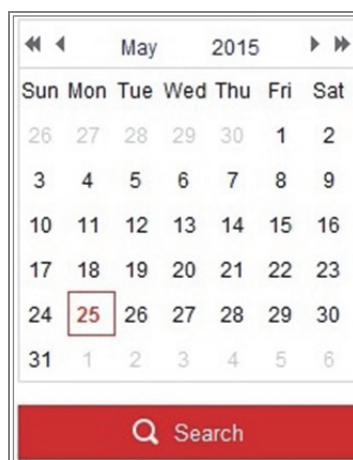 May 2015
Sun Mon Tue Wed Thu Fri Sat
26 27 28 29 30 1 2
3 4 5 6 7 8 9
10 11 12 13 14 15 16
17 18 19 20 21 22 23
24 25 26 27 28 29 30
31 1 2 3 4 5 6
Search